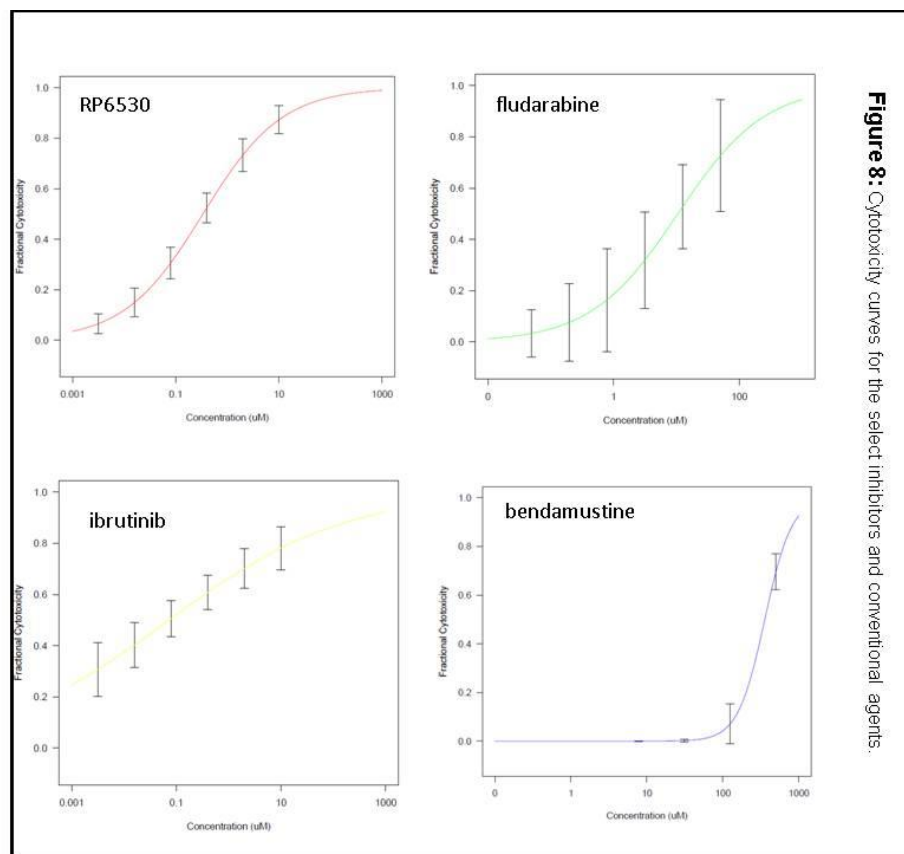 RP6530
1.0
0.8
0.6
0.4
0.2
0.0
Fractional Cytotoxicity
0.001 0.1 10 1000
Concentration (uM)
fludarabine
1.0
0.8
0.6
0.4
0.2
0.0
Fractional Cytotoxicity
0 1 100
Concentration (uM)
ibrutinib
1.0
0.8
0.6
0.4
0.2
0.0
Fractional Cytotoxicity
0.001 0.1 10 1000
Concentration (uM)
bendamustine
1.0
0.8
0.6
0.4
0.2
0.0
Fractional Cytotoxicity
0 1 10 100 1000
Concentration (uM)
Figure 8: Cytotoxicity curves for the select inhibitors and conventional agents.